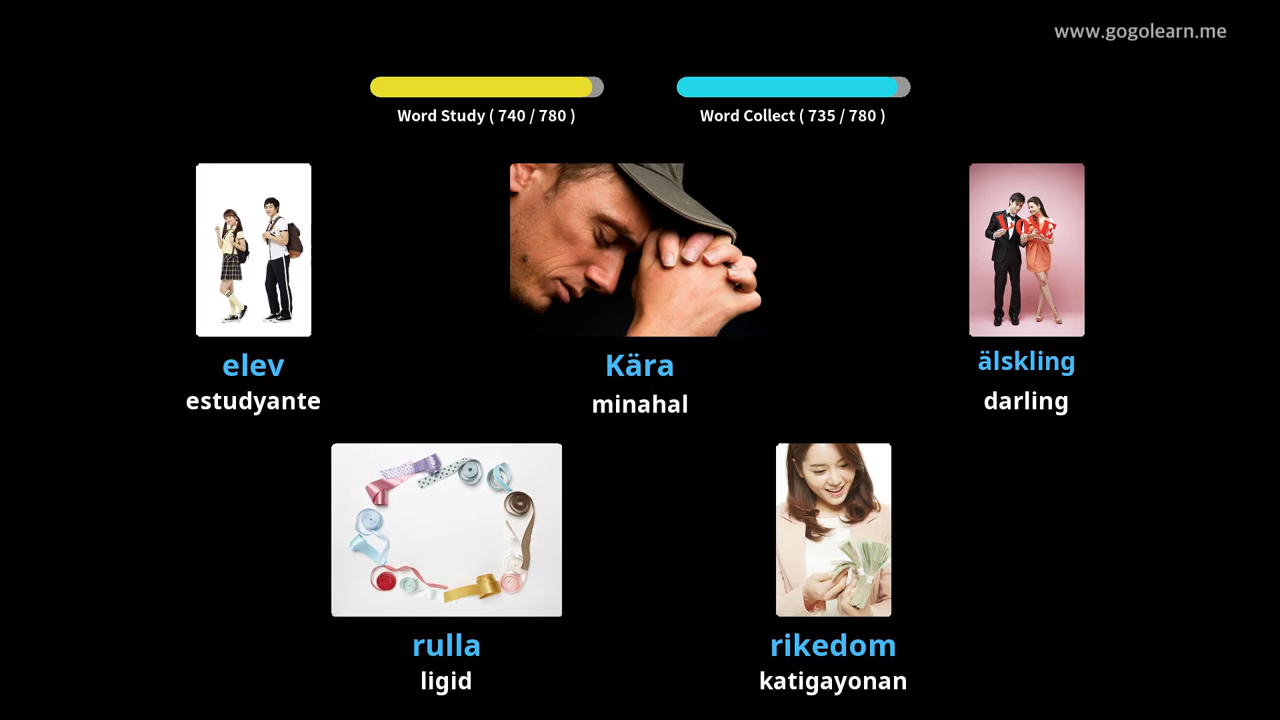 www.gogolearn.me
Word Study ( 740 / 780 )
Word Collect ( 735 / 780 )
LOVE
elev
estudyante
Kära
minahal
älskling
darling
rulla
ligid
rikedom
katigayonan